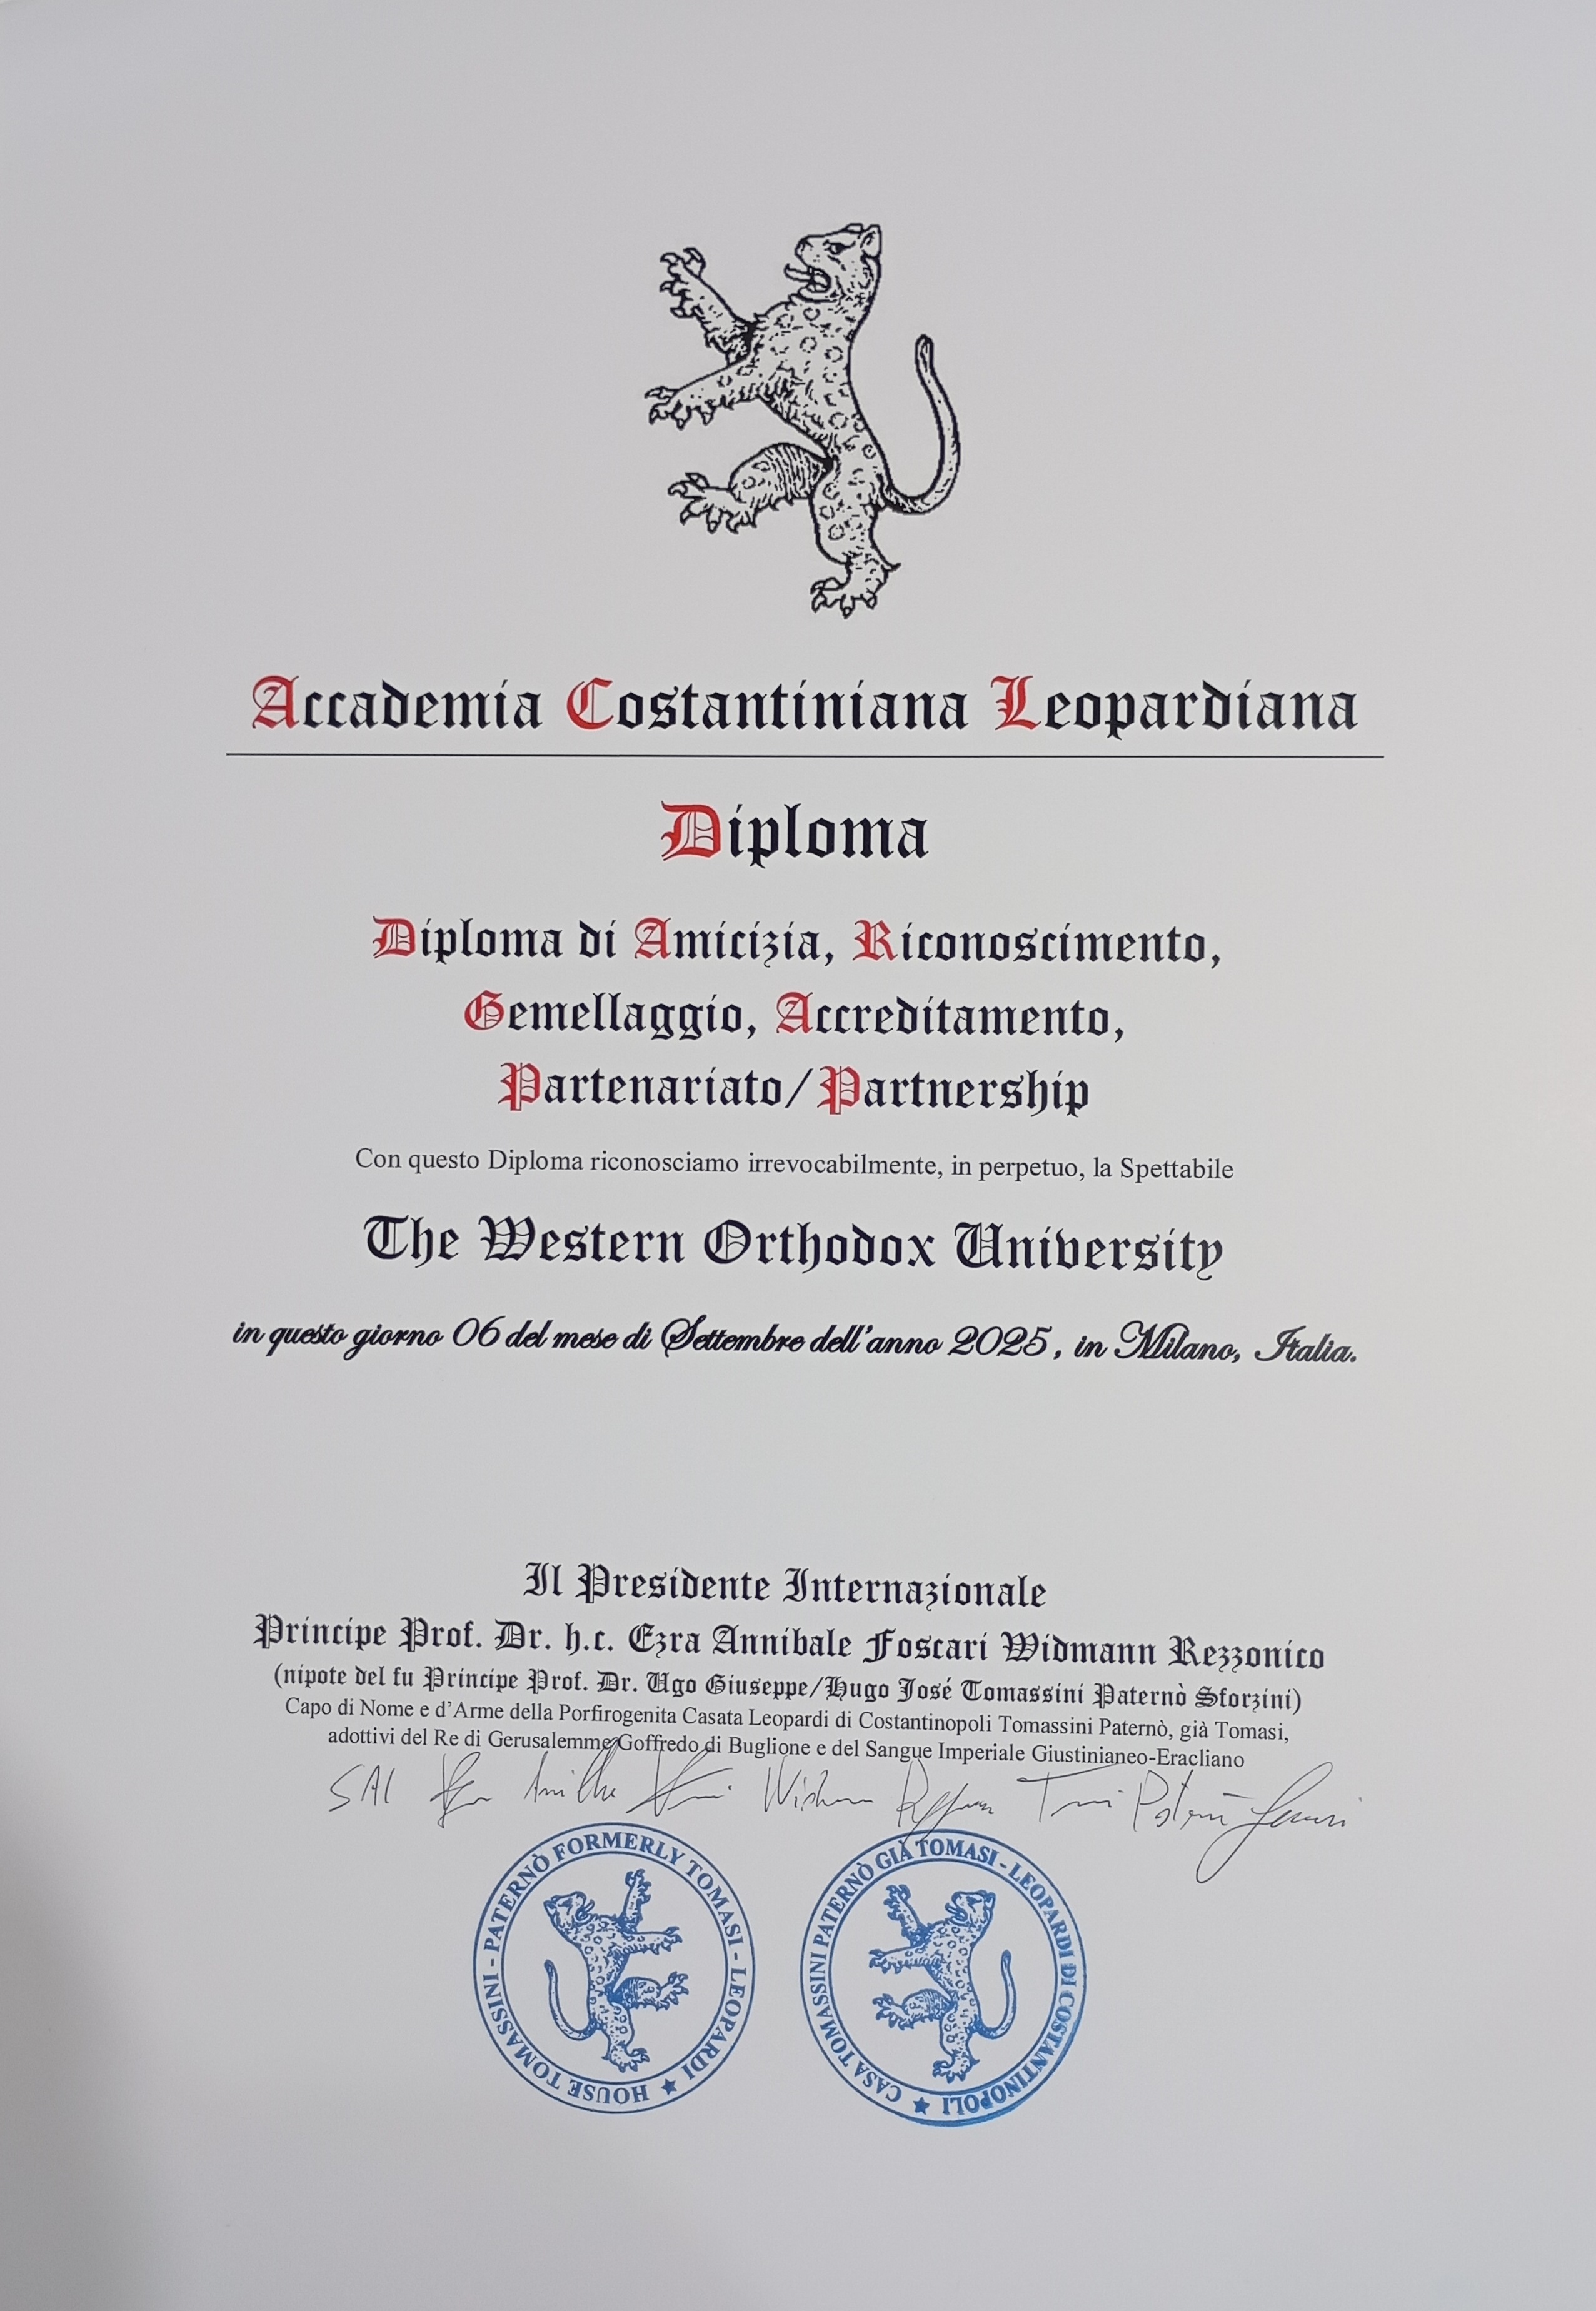 Accademia Costantiniana Leopardiana
Diploma
Diploma di Amicizia, Riconoscimento,
Gemellaggio, Accreditamento,
Partenariato/Partnership
Con questo Diploma riconosciamo irrevocabilmente, in perpetuo, la Spettabile
The Western Orthodox University
in questo giorno 06 del mese di Settembre dell'anno 2025, in Milano, Italia.
Il Presidente Internazionale
Principe Prof. Dr. h.c. Ezra Annibale Foscari Widmann Rezzonico
(nipote del fu Principe Prof. Dr. Ugo Giuseppe/Hugo José Tomassini Paternò Sforzini)
Capo di Nome e d'Arme della Porfirogenita Casata Leopardi di Costantinopoli Tomassini Paternò, già Tomasi,
adottivi del Re di Gerusalemme Goffredo di Buglione e del Sangue Imperiale Giustinianeo-Eracliano
HOUSE TOMASSINI - PATERNÒ FORMERLY TOMASI - LEOPARDI ★
CASA TOMASSINI PATERNÒ GIÀ TOMASI - LEOPARDI DI COSTANTINOPOLI ★